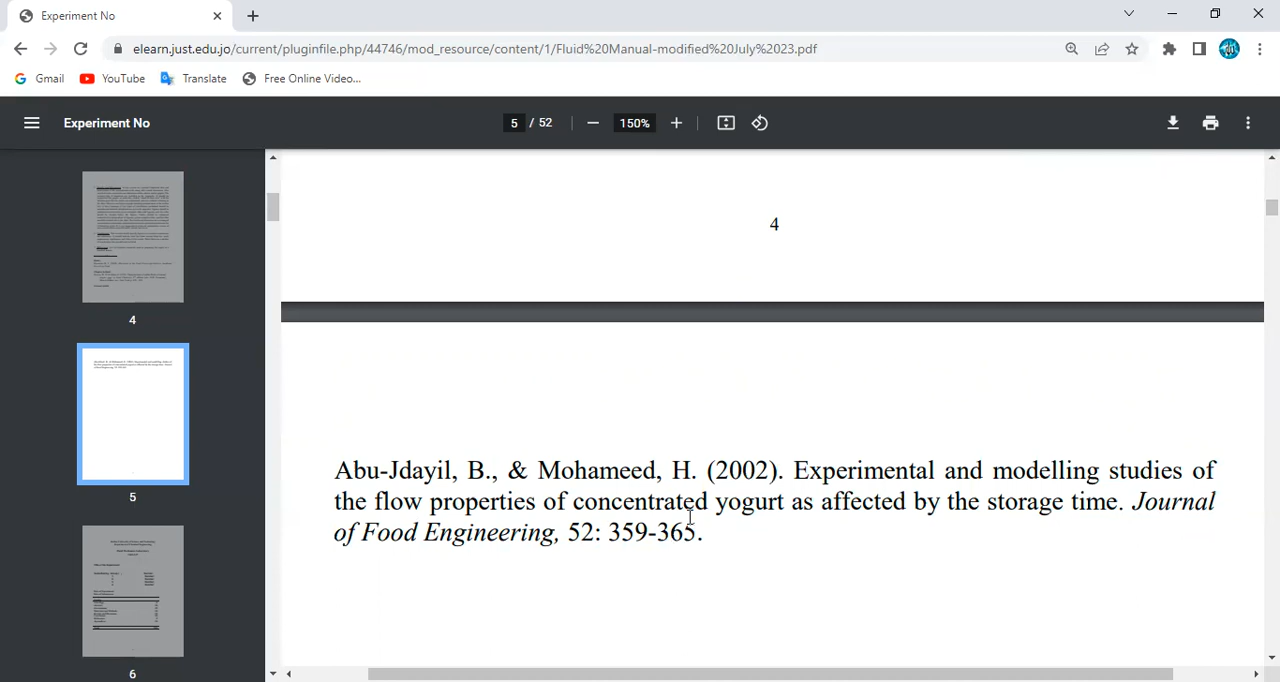 Experiment No
elearn.just.edu.jo/current/pluginfile.php/44746/mod_resource/content/1/Fluid%20Manual-modified%20July%2023.pdf
Gmail YouTube Translate Free Online Video...
Experiment No 5 / 52 150%
4
4
5
6
Abu-Jdayil, B., & Mohameed, H. (2002). Experimental and modelling studies of
the flow properties of concentrated yogurt as affected by the storage time. Journal
of Food Engineering, 52: 359-365.